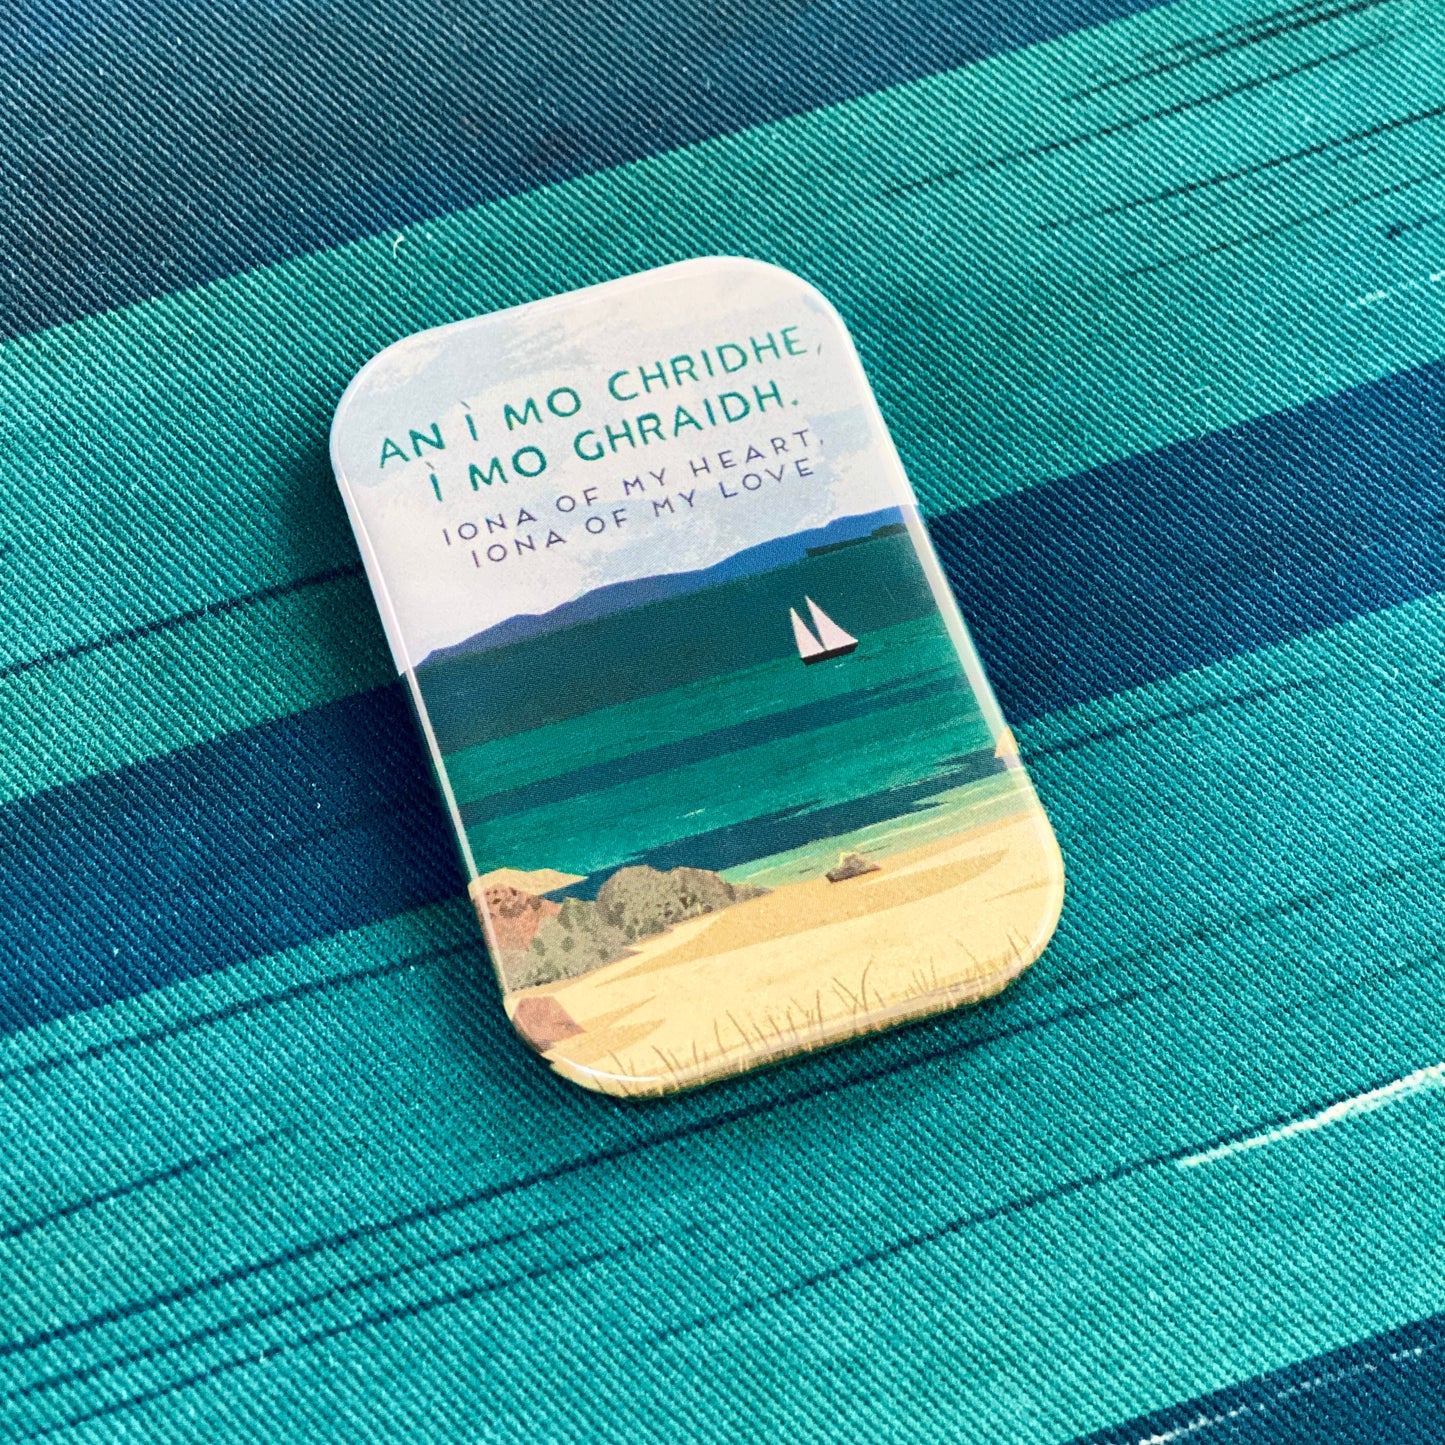 AN Ì MO CHRIDHE,
Ì MO GHRAIDH.
IONA OF MY HEART,
IONA OF MY LOVE